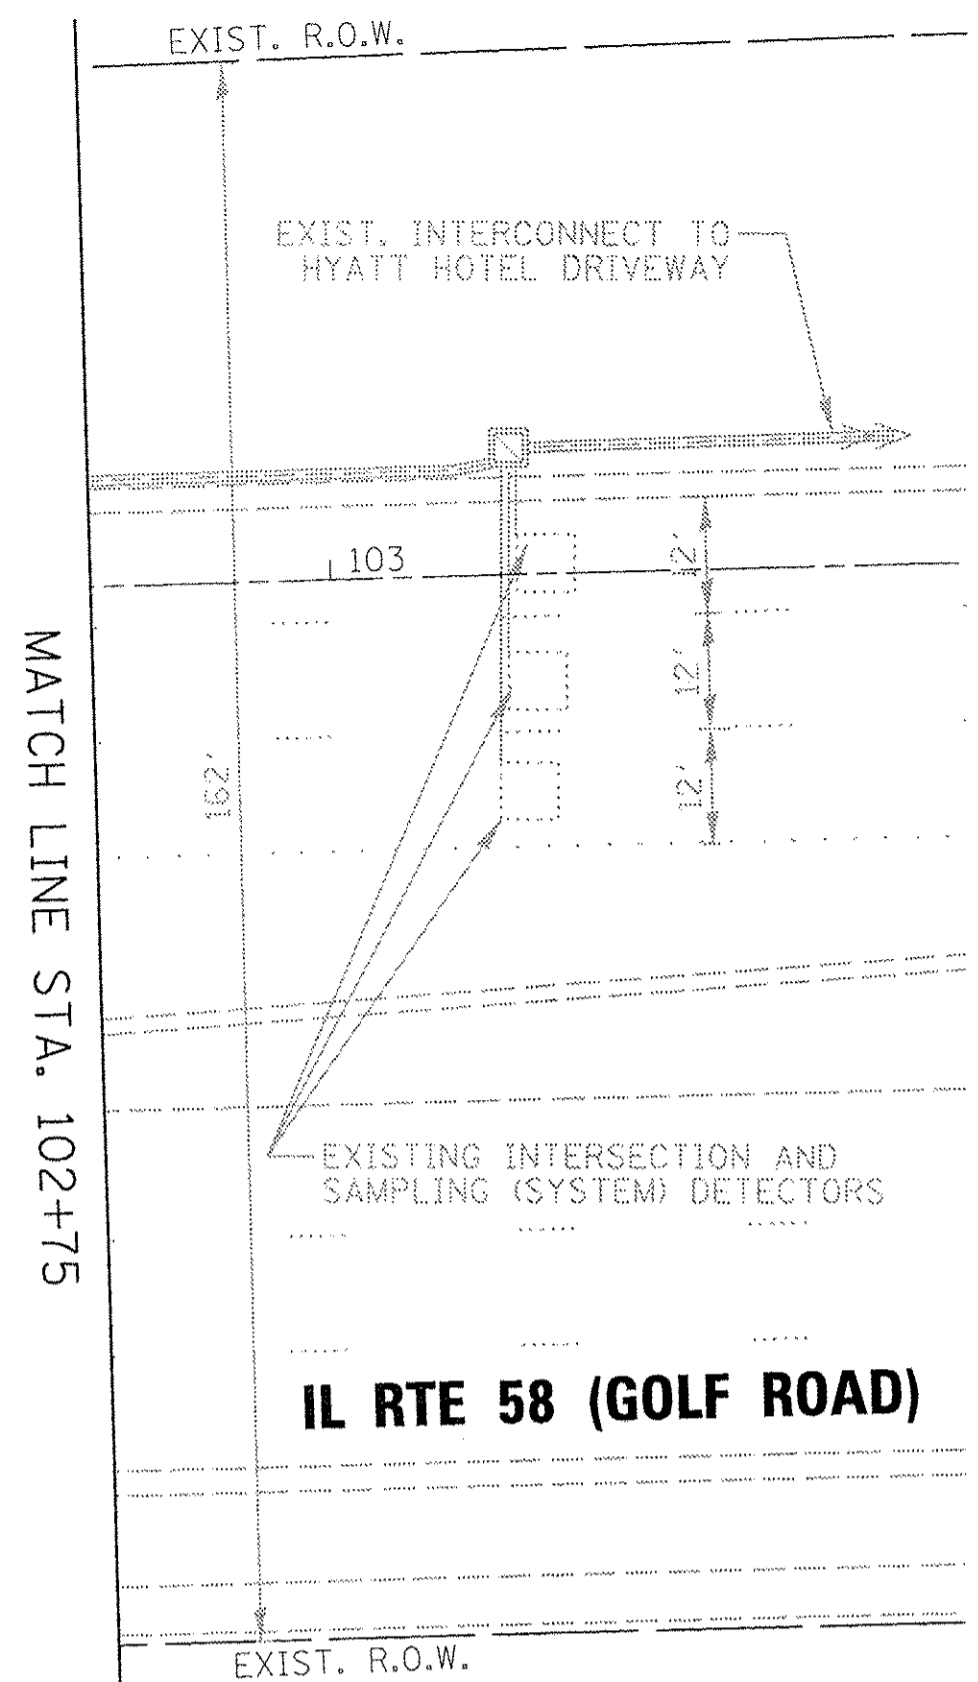 EXIST. R.O.W.
EXIST. INTERCONNECT TO
HYATT HOTEL DRIVEWAY
103
12'
12'
12'
162'
MATCH LINE STA. 102+75
EXISTING INTERSECTION AND
SAMPLING (SYSTEM) DETECTORS
IL RTE 58 (GOLF ROAD)
EXIST. R.O.W.